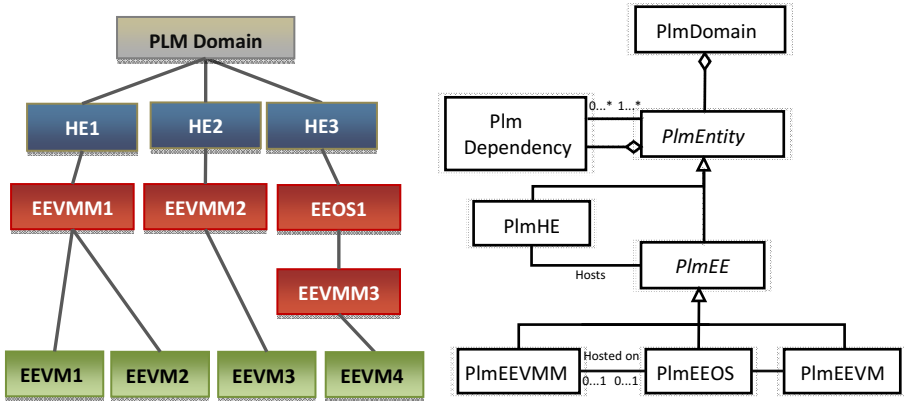 PLM Domain
HE1
HE2
HE3
EEVMM1
EEVMM2
EEOS1
EEVMM3
EEVM1
EEVM2
EEVM3
EEVM4
PlmDomain
0...* 1...*
Plm
Dependency
PlmEntity
PlmHE
Hosts
PlmEE
PlmEEVMM
Hosted on
0...1 0...1
PlmEEOS
PlmEEVM